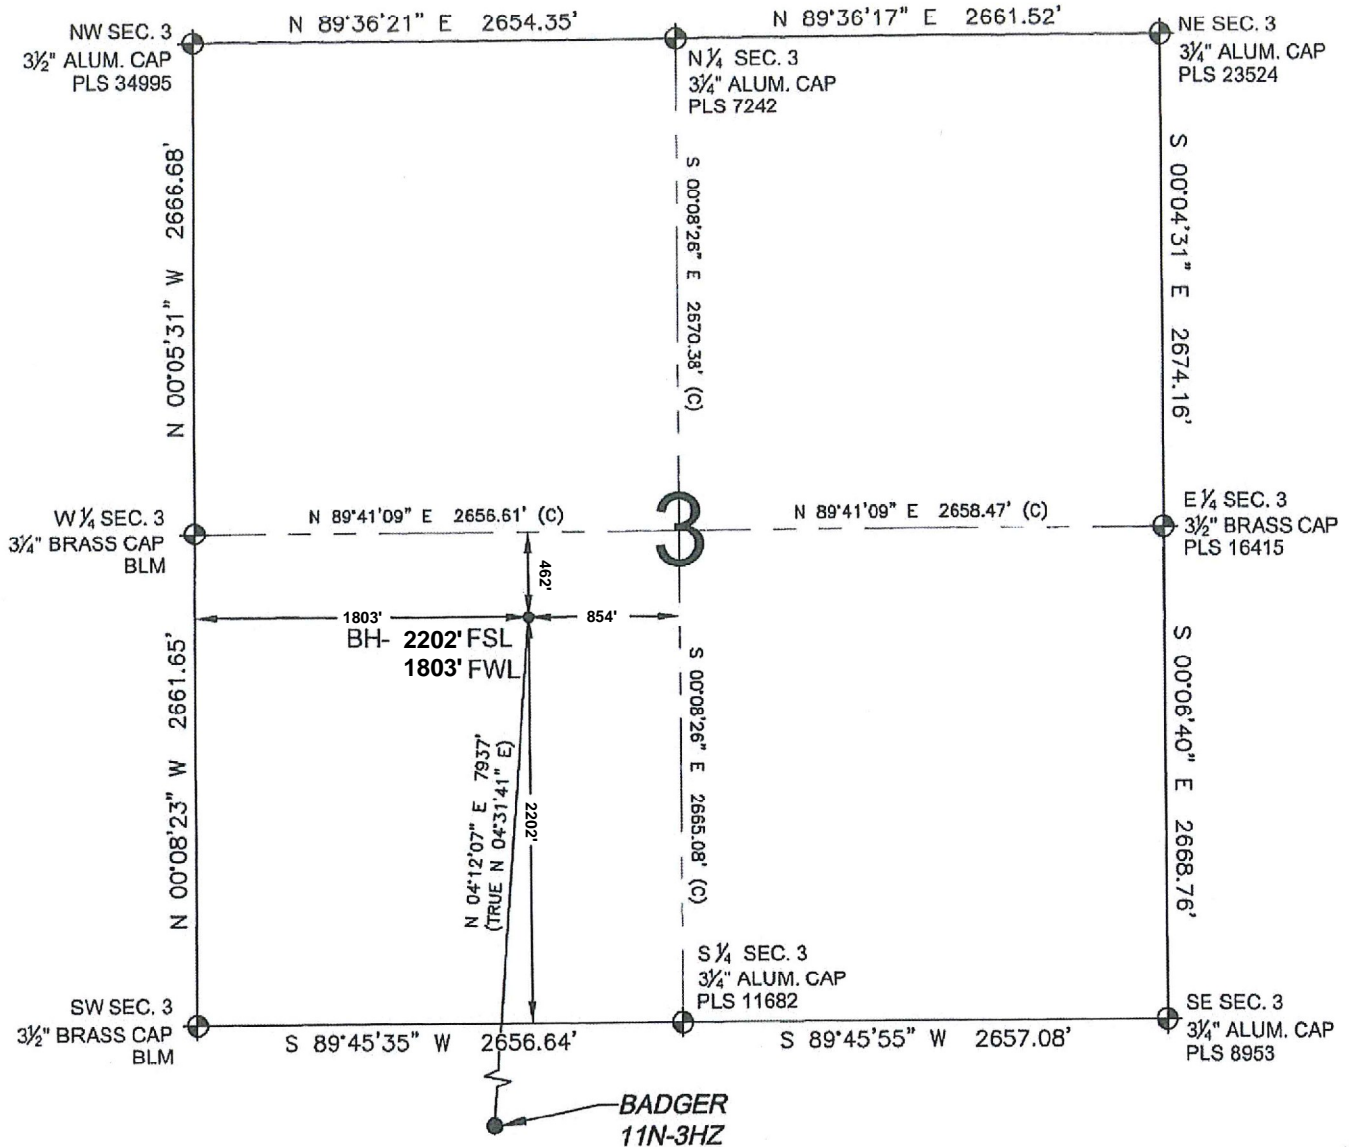 N 89°36'21" E 2654.35'
N 89°36'17" E 2661.52'
NW SEC. 3
3½" ALUM. CAP
PLS 34995
N ¼ SEC. 3
3¼" ALUM. CAP
PLS 7242
NE SEC. 3
3¼" ALUM. CAP
PLS 23524
N 00°05'31" W 2666.68'
S 00°08'26" E 2670.38' (C)
S 00°04'31" E 2674.16'
W ¼ SEC. 3
3¼" BRASS CAP
BLM
N 89°41'09" E 2656.61' (C)
3
N 89°41'09" E 2658.47' (C)
E ¼ SEC. 3
3½" BRASS CAP
PLS 16415
462'
1803'
854'
BH- 2202' FSL
1803' FWL
N 00°08'23" W 2661.65'
N 04°12'07" E 7937'
(TRUE N 04°31'41" E)
2202'
S 00°08'26" E 2665.08' (C)
S 00°06'40" E 2668.76'
SW SEC. 3
3½" BRASS CAP
BLM
S ¼ SEC. 3
3¼" ALUM. CAP
PLS 11682
SE SEC. 3
3¼" ALUM. CAP
PLS 8953
S 89°45'35" W 2656.64'
S 89°45'55" W 2657.08'
BADGER
11N-3HZ